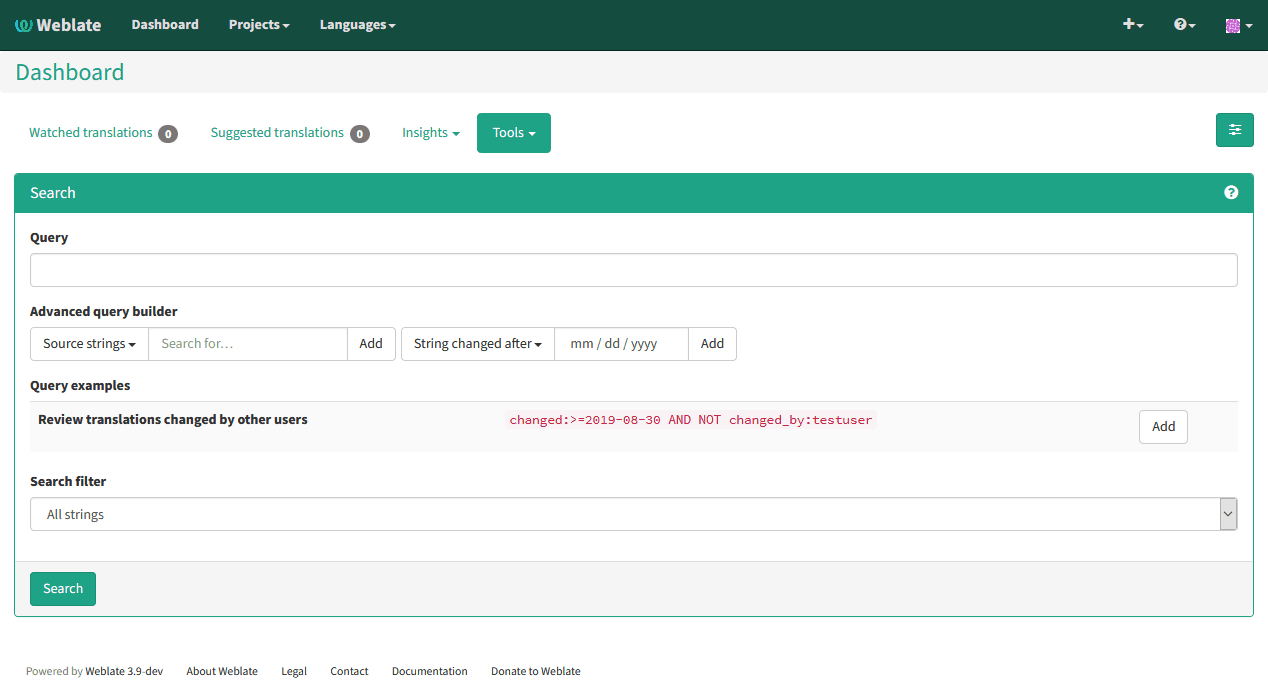 Weblate Dashboard Projects Languages
Dashboard
Watched translations 0 Suggested translations 0 Insights Tools
Search
Query
Advanced query builder
Source strings Search for... Add String changed after mm / dd / yyyy Add
Query examples
Review translations changed by other users changed:>=2019-08-30 AND NOT changed_by:testuser Add
Search filter
All strings
Search
Powered by Weblate 3.9-dev About Weblate Legal Contact Documentation Donate to Weblate